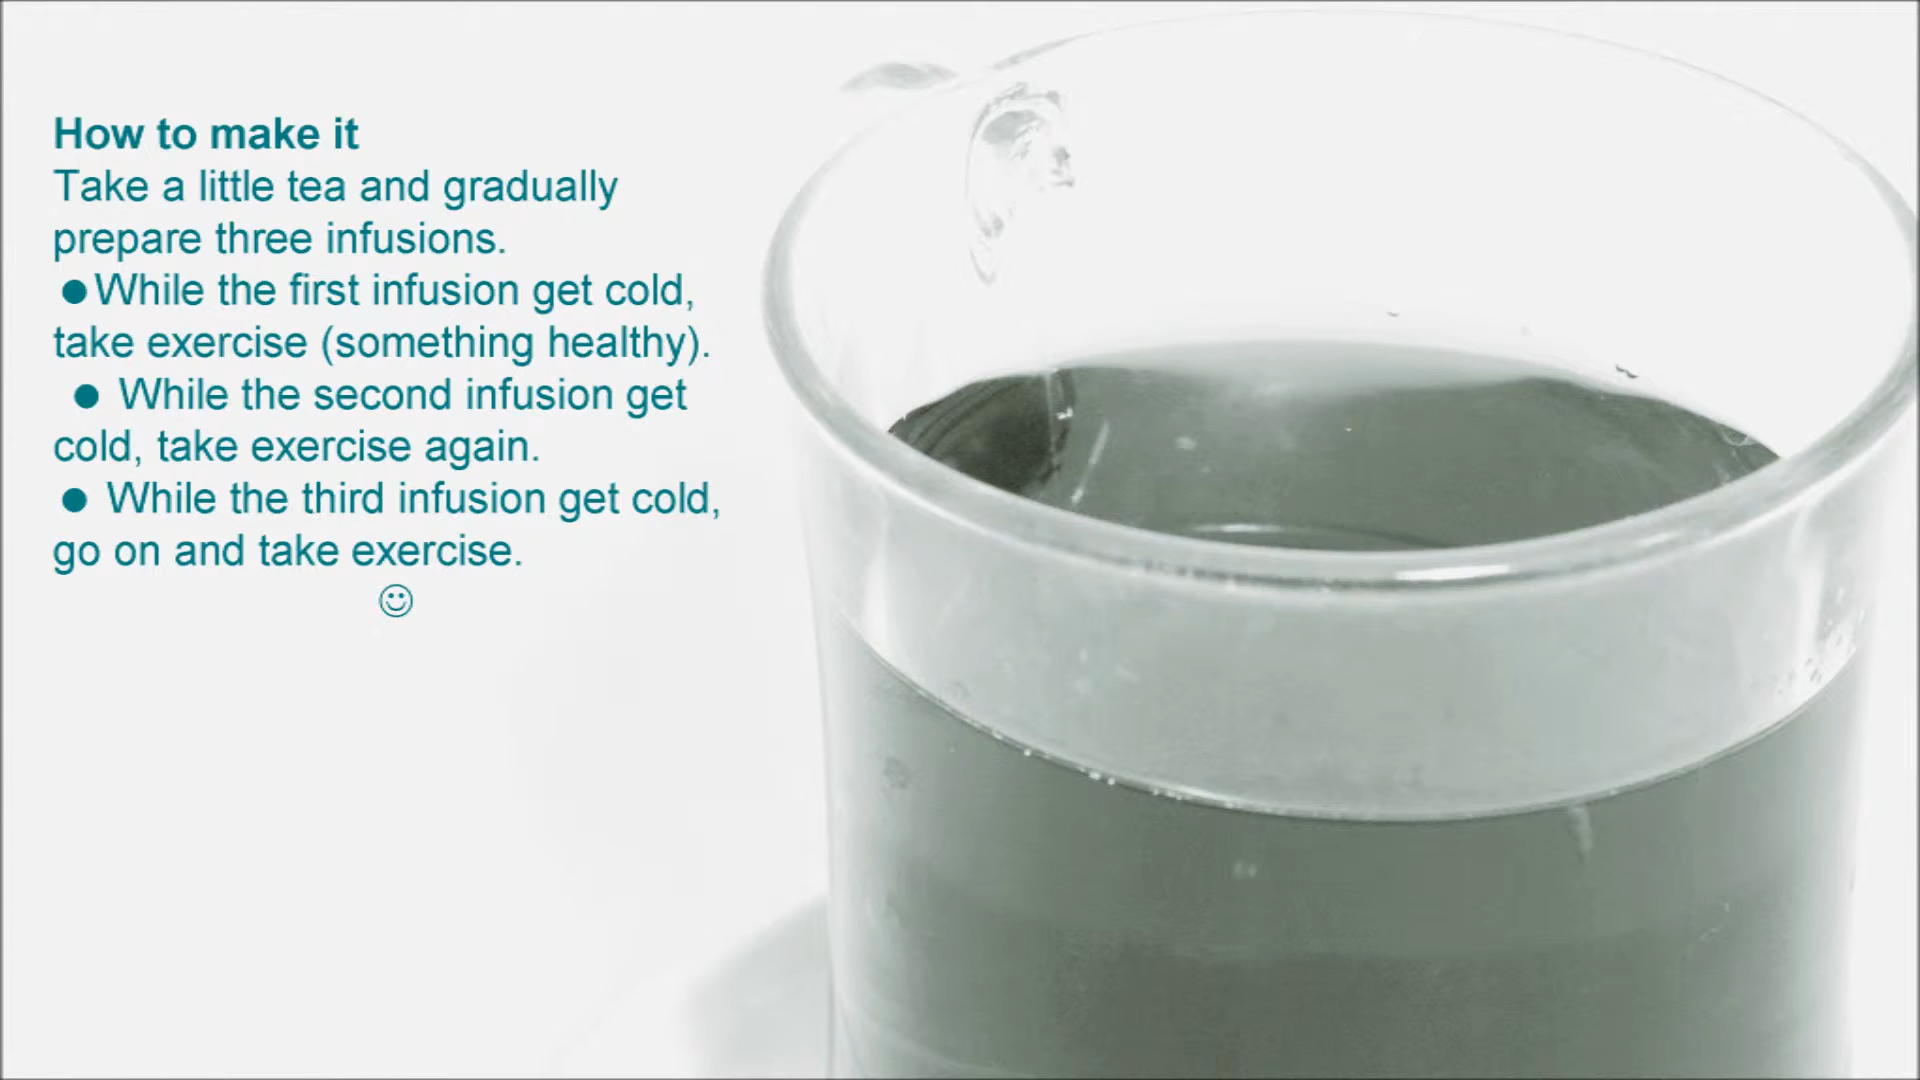 How to make it
Take a little tea and gradually
prepare three infusions.
●While the first infusion get cold,
take exercise (something healthy).
● While the second infusion get
cold, take exercise again.
● While the third infusion get cold,
go on and take exercise.
☺